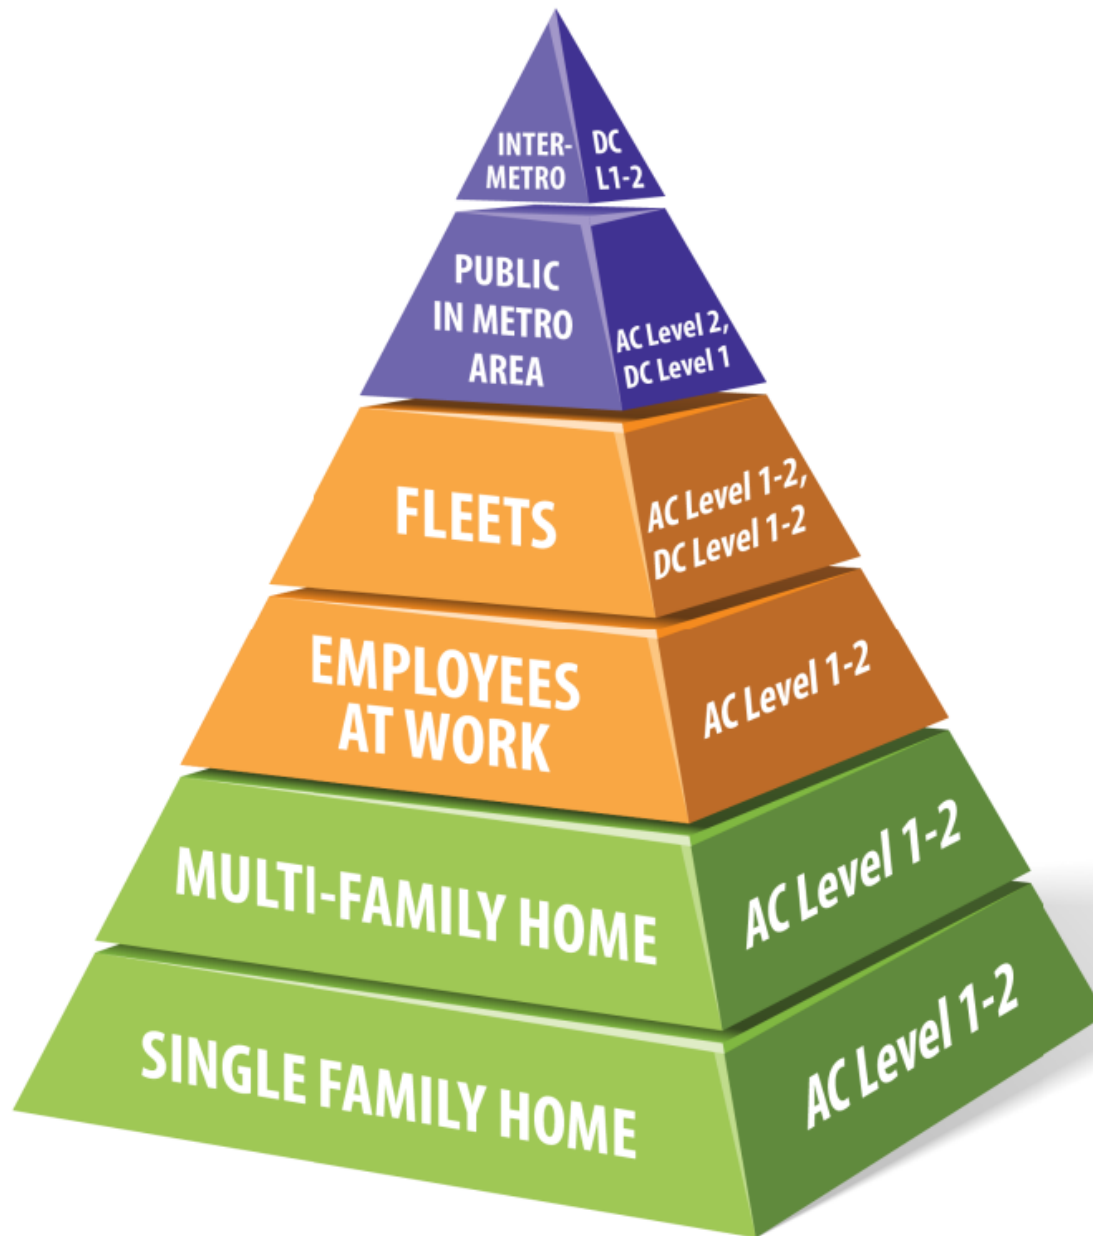 INTER-
METRO
DC
L1-2
PUBLIC
IN METRO
AREA
AC Level 2,
DC Level 1
FLEETS
AC Level 1-2,
DC Level 1-2
EMPLOYEES
AT WORK
AC Level 1-2
MULTI-FAMILY HOME
AC Level 1-2
SINGLE FAMILY HOME
AC Level 1-2